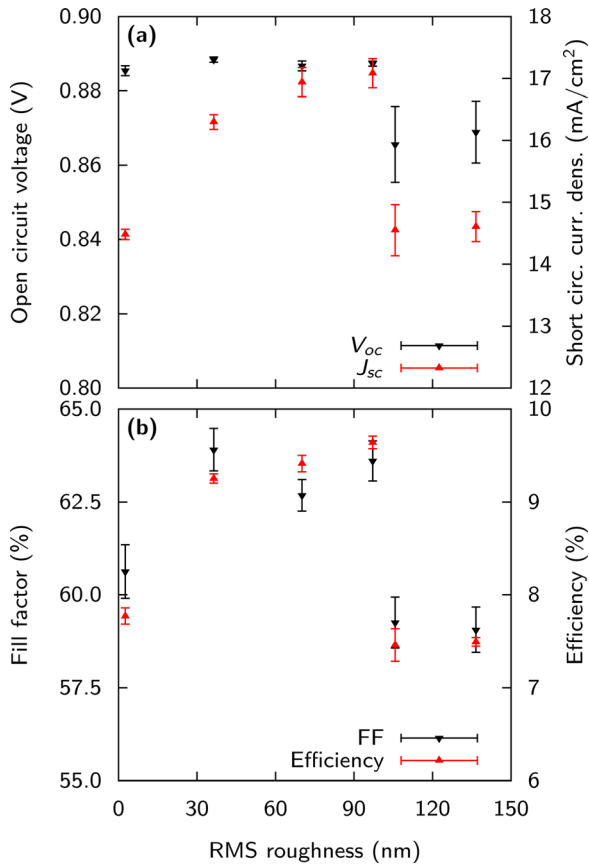 (a)
Open circuit voltage (V)
0.90
0.88
0.86
0.84
0.82
0.80
Short circ. curr. dens. (mA/cm²)
18
17
16
15
14
13
12
V_oc
J_sc
(b)
Fill factor (%)
65.0
62.5
60.0
57.5
55.0
Efficiency (%)
10
9
8
7
6
FF
Efficiency
0 30 60 90 120 150
RMS roughness (nm)